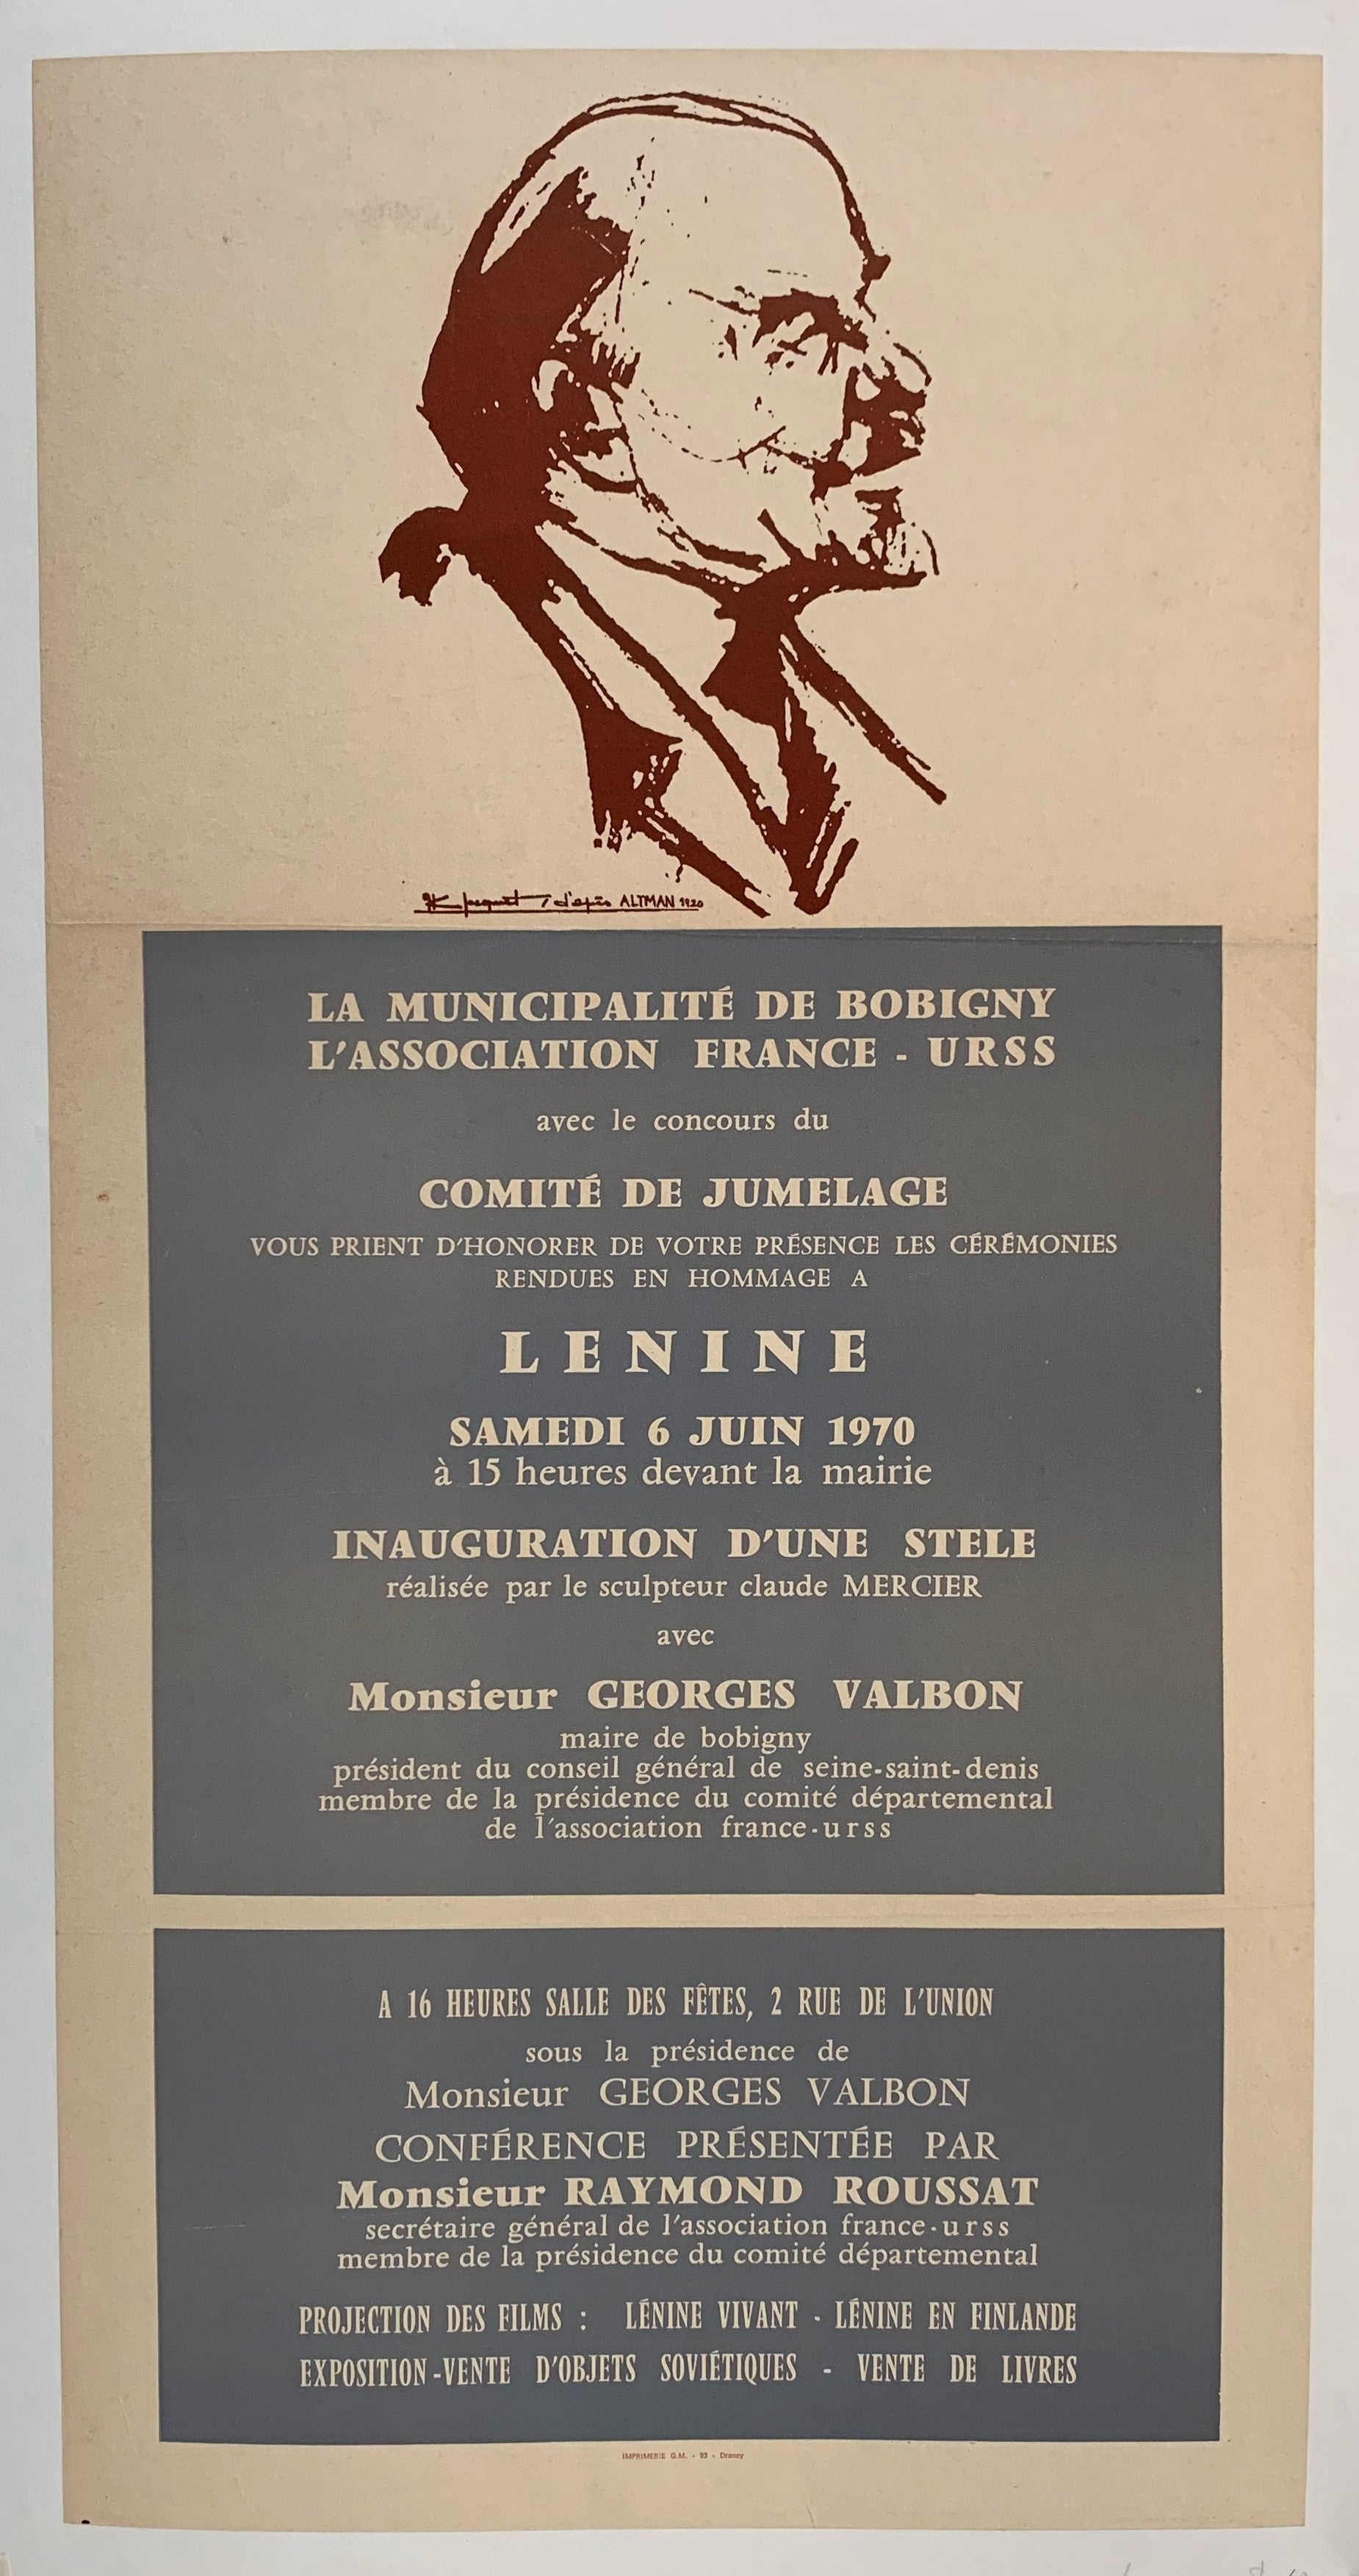 d'après ALTMAN 1920
LA MUNICIPALITÉ DE BOBIGNY
L'ASSOCIATION FRANCE - URSS
avec le concours du
COMITÉ DE JUMELAGE
VOUS PRIENT D'HONORER DE VOTRE PRÉSENCE LES CÉRÉMONIES
RENDUES EN HOMMAGE A
LENINE
SAMEDI 6 JUIN 1970
à 15 heures devant la mairie
INAUGURATION D'UNE STELE
réalisée par le sculpteur claude MERCIER
avec
Monsieur GEORGES VALBON
maire de bobigny
président du conseil général de seine-saint-denis
membre de la présidence du comité départemental
de l'association france-urss
A 16 HEURES SALLE DES FÊTES, 2 RUE DE L'UNION
sous la présidence de
Monsieur GEORGES VALBON
CONFÉRENCE PRÉSENTÉE PAR
Monsieur RAYMOND ROUSSAT
secrétaire général de l'association france-urss
membre de la présidence du comité départemental
PROJECTION DES FILMS : LÉNINE VIVANT - LÉNINE EN FINLANDE
EXPOSITION-VENTE D'OBJETS SOVIÉTIQUES - VENTE DE LIVRES
IMPRIMERIE G.M. - 93 - Drancy